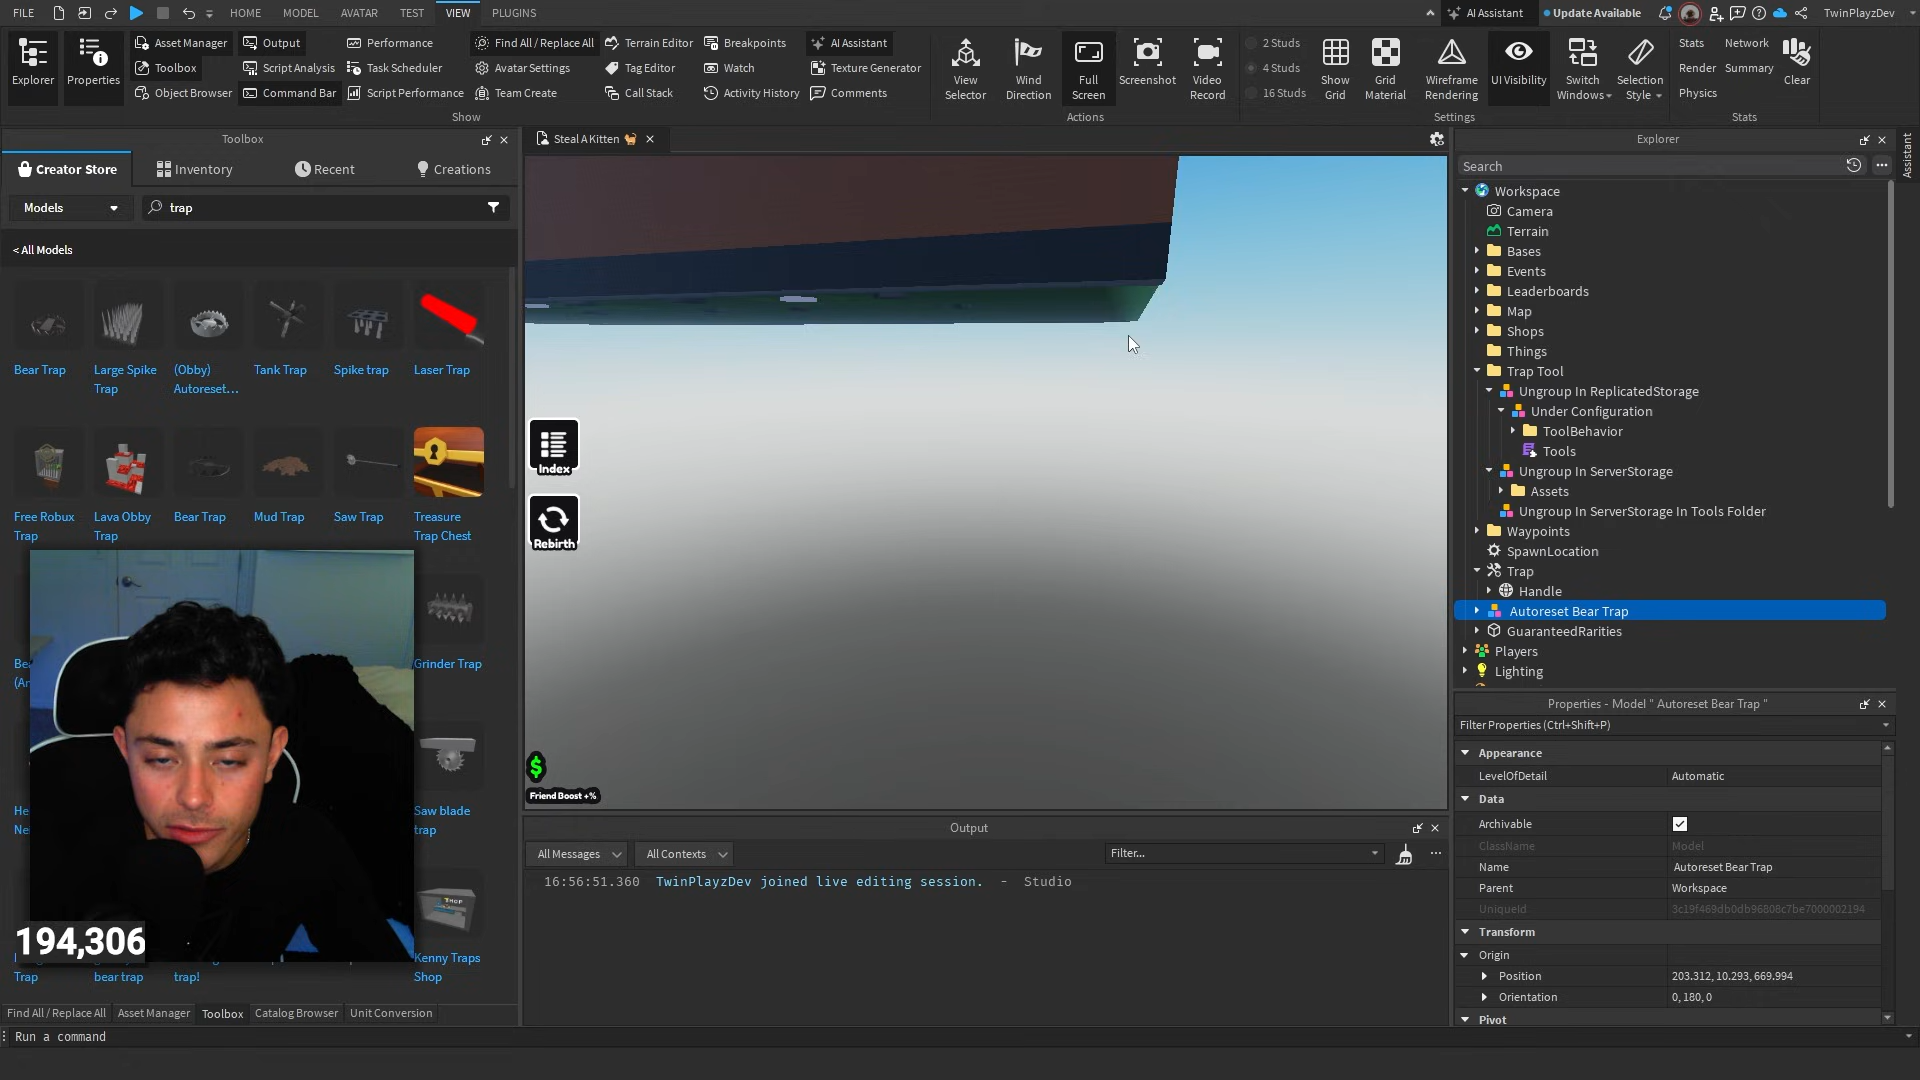 FILE HOME MODEL AVATAR TEST VIEW PLUGINS AI Assistant Update Available TwinPlayzDev
Explorer Properties
Asset Manager Output Performance Find All / Replace All Terrain Editor Breakpoints AI Assistant
Toolbox Script Analysis Task Scheduler Avatar Settings Tag Editor Watch Texture Generator
Object Browser Command Bar Script Performance Team Create Call Stack Activity History Comments
Show
View Selector
Wind Direction
Full Screen
Screenshot
Video Record
Actions
2 Studs
4 Studs
16 Studs
Show Grid
Grid Material
Wireframe Rendering
UI Visibility
Switch Windows
Selection Style
Settings
Stats Network
Render Summary
Physics
Clear
Stats
Toolbox
Creator Store Inventory Recent Creations
Models trap
< All Models
Bear Trap
Large Spike Trap
(Obby) Autoreset...
Tank Trap
Spike trap
Laser Trap
Free Robux Trap
Lava Obby Trap
Bear Trap
Mud Trap
Saw Trap
Treasure Trap Chest
Grinder Trap
Saw blade trap
Trap
bear trap
trap!
Kenny Traps Shop
194,306
Find All / Replace All Asset Manager Toolbox Catalog Browser Unit Conversion
Run a command
Steal A Kitten
Index
Rebirth
$
Friend Boost +%
Output
All Messages All Contexts Filter...
16:56:51.360 TwinPlayzDev joined live editing session. - Studio
Explorer
Assistant
Search
Workspace
Camera
Terrain
Bases
Events
Leaderboards
Map
Shops
Things
Trap Tool
Ungroup In ReplicatedStorage
Under Configuration
ToolBehavior
Tools
Ungroup In ServerStorage
Assets
Ungroup In ServerStorage In Tools Folder
Waypoints
SpawnLocation
Trap
Handle
Autoreset Bear Trap
GuaranteedRarities
Players
Lighting
Properties - Model " Autoreset Bear Trap "
Filter Properties (Ctrl+Shift+P)
Appearance
LevelOfDetail Automatic
Data
Archivable
ClassName Model
Name Autoreset Bear Trap
Parent Workspace
UniqueId 3c19f469db0db96808c7be7000002194
Transform
Origin
Position 203.312, 10.293, 669.994
Orientation 0, 180, 0
Pivot